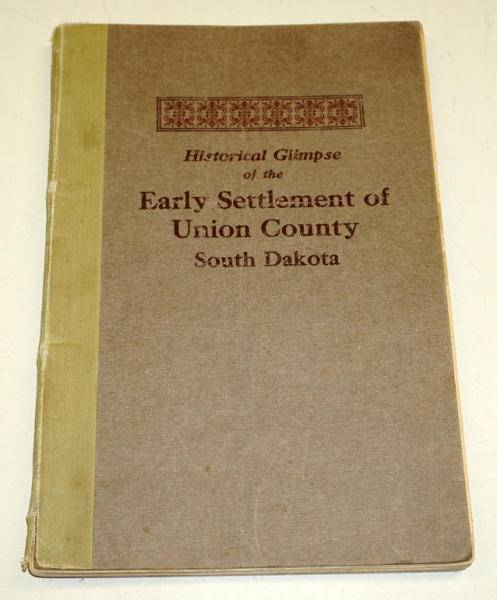 Historical Glimpse
of the
Early Settlement of
Union County
South Dakota